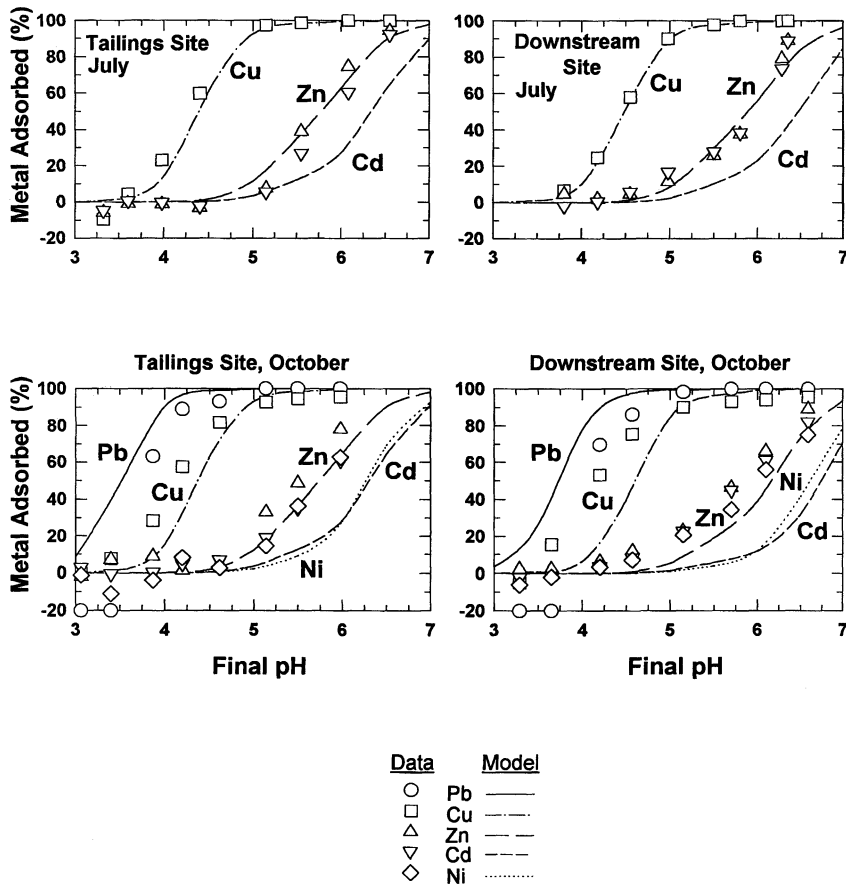 Tailings Site
July
Cu
Zn
Cd
Metal Adsorbed (%)
100
80
60
40
20
0
-20
3 4 5 6 7
Downstream
Site
July
Cu
Zn
Cd
100
80
60
40
20
0
-20
3 4 5 6 7
Tailings Site, October
Pb
Cu
Zn
Cd
Ni
Metal Adsorbed (%)
100
80
60
40
20
0
-20
3 4 5 6 7
Final pH
Downstream Site, October
Pb
Cu
Zn
Ni
Cd
100
80
60
40
20
0
-20
3 4 5 6 7
Final pH
Data Model
Pb
Cu
Zn
Cd
Ni